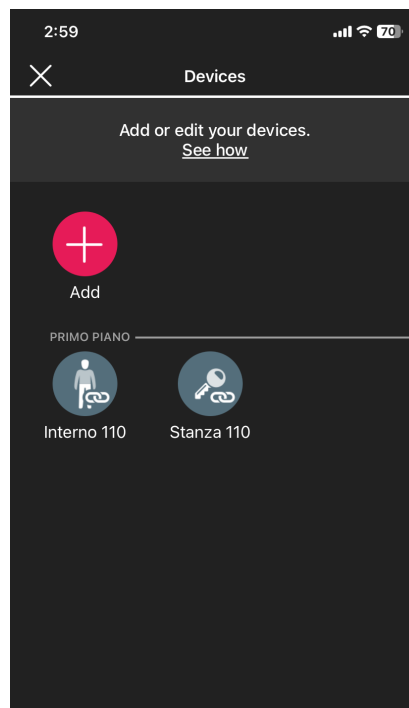 2:59
70
Devices
Add or edit your devices.
See how
Add
PRIMO PIANO
Interno 110
Stanza 110